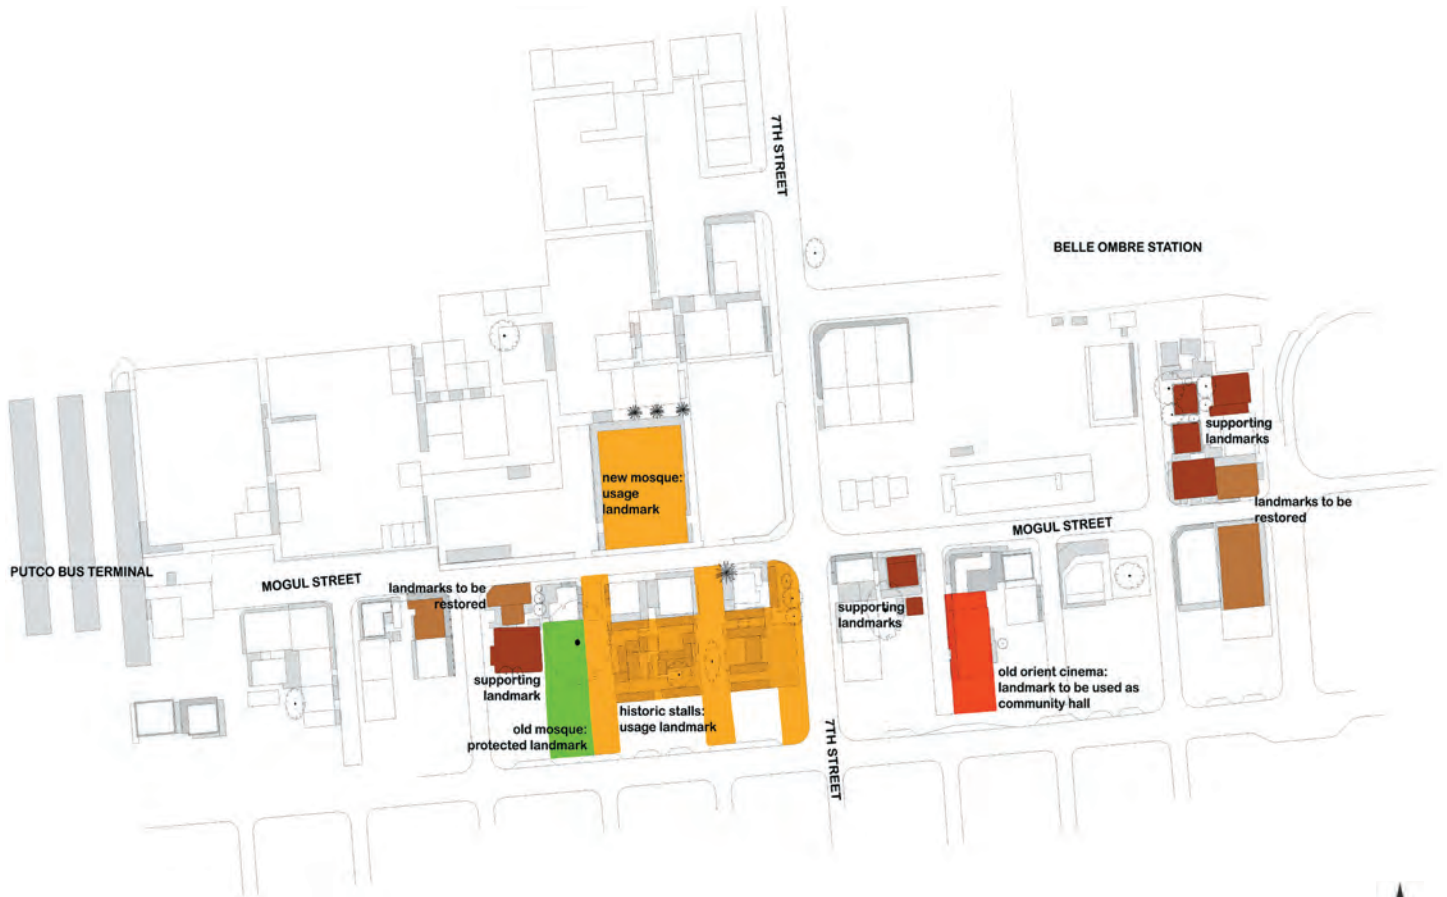 7TH STREET
BELLE OMBRE STATION
supporting
landmarks
new mosque:
usage
landmark
landmarks to be
restored
MOGUL STREET
PUTCO BUS TERMINAL
MOGUL STREET
landmarks to be
restored
supporting
landmarks
supporting
landmark
old orient cinema:
landmark to be used as
community hall
historic stalls:
usage landmark
old mosque:
protected landmark
7TH STREET